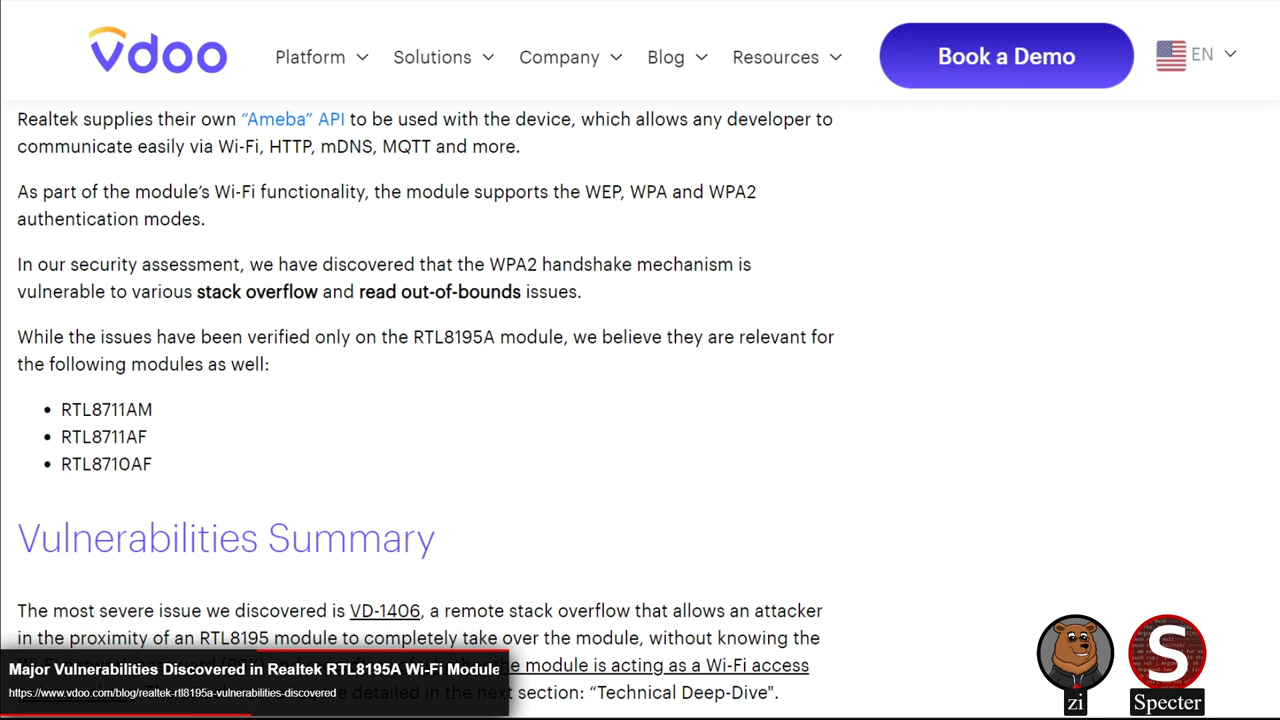 vdoo
Platform
Solutions
Company
Blog
Resources
Book a Demo
EN
Realtek supplies their own “Ameba” API to be used with the device, which allows any developer to
communicate easily via Wi-Fi, HTTP, mDNS, MQTT and more.
As part of the module’s Wi-Fi functionality, the module supports the WEP, WPA and WPA2
authentication modes.
In our security assessment, we have discovered that the WPA2 handshake mechanism is
vulnerable to various stack overflow and read out-of-bounds issues.
While the issues have been verified only on the RTL8195A module, we believe they are relevant for
the following modules as well:
• RTL8711AM
• RTL8711AF
• RTL8710AF
Vulnerabilities Summary
The most severe issue we discovered is VD-1406, a remote stack overflow that allows an attacker
in the proximity of an RTL8195 module to completely take over the module, without knowing the
the module is acting as a Wi-Fi access
detailed in the next section: “Technical Deep-Dive".
Major Vulnerabilities Discovered in Realtek RTL8195A Wi-Fi Module
https://www.vdoo.com/blog/realtek-rtl8195a-vulnerabilities-discovered
zi
S
Specter